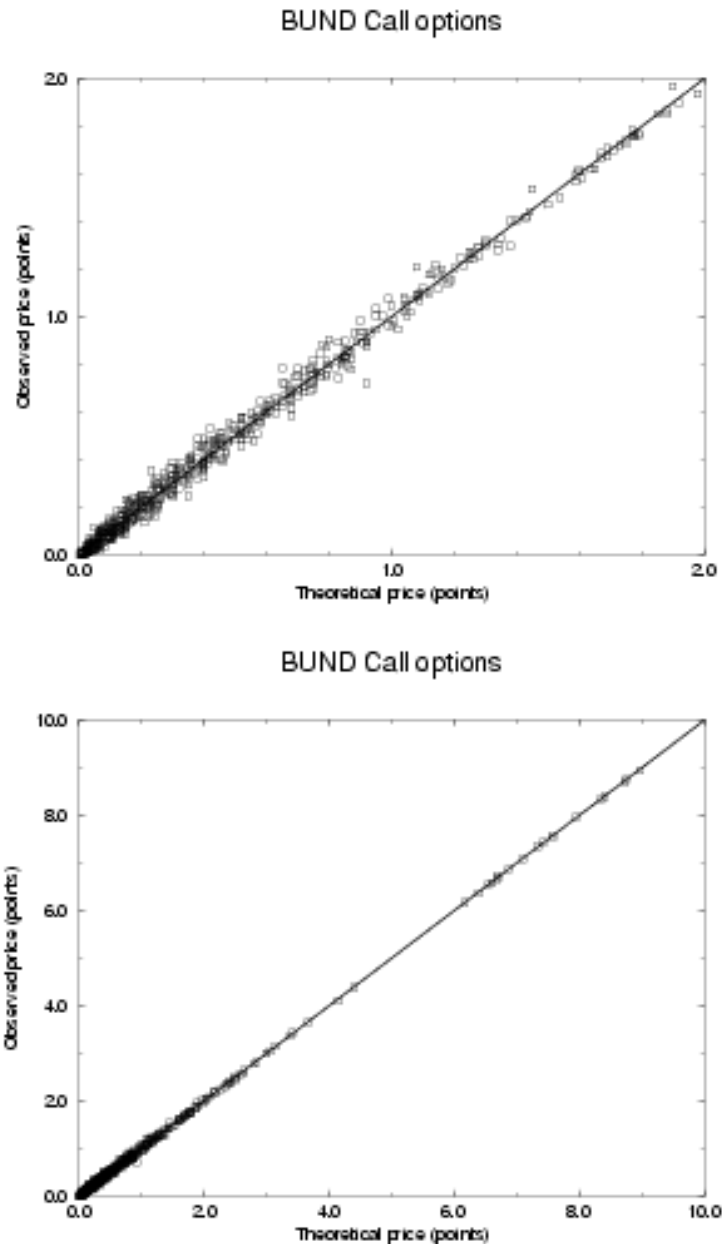 BUND Call options
2.0
Observed price (points)
1.0
0.0
0.0 1.0 2.0
Theoretical price (points)
BUND Call options
10.0
8.0
Observed price (points)
6.0
4.0
2.0
0.0
0.0 2.0 4.0 6.0 8.0 10.0
Theoretical price (points)